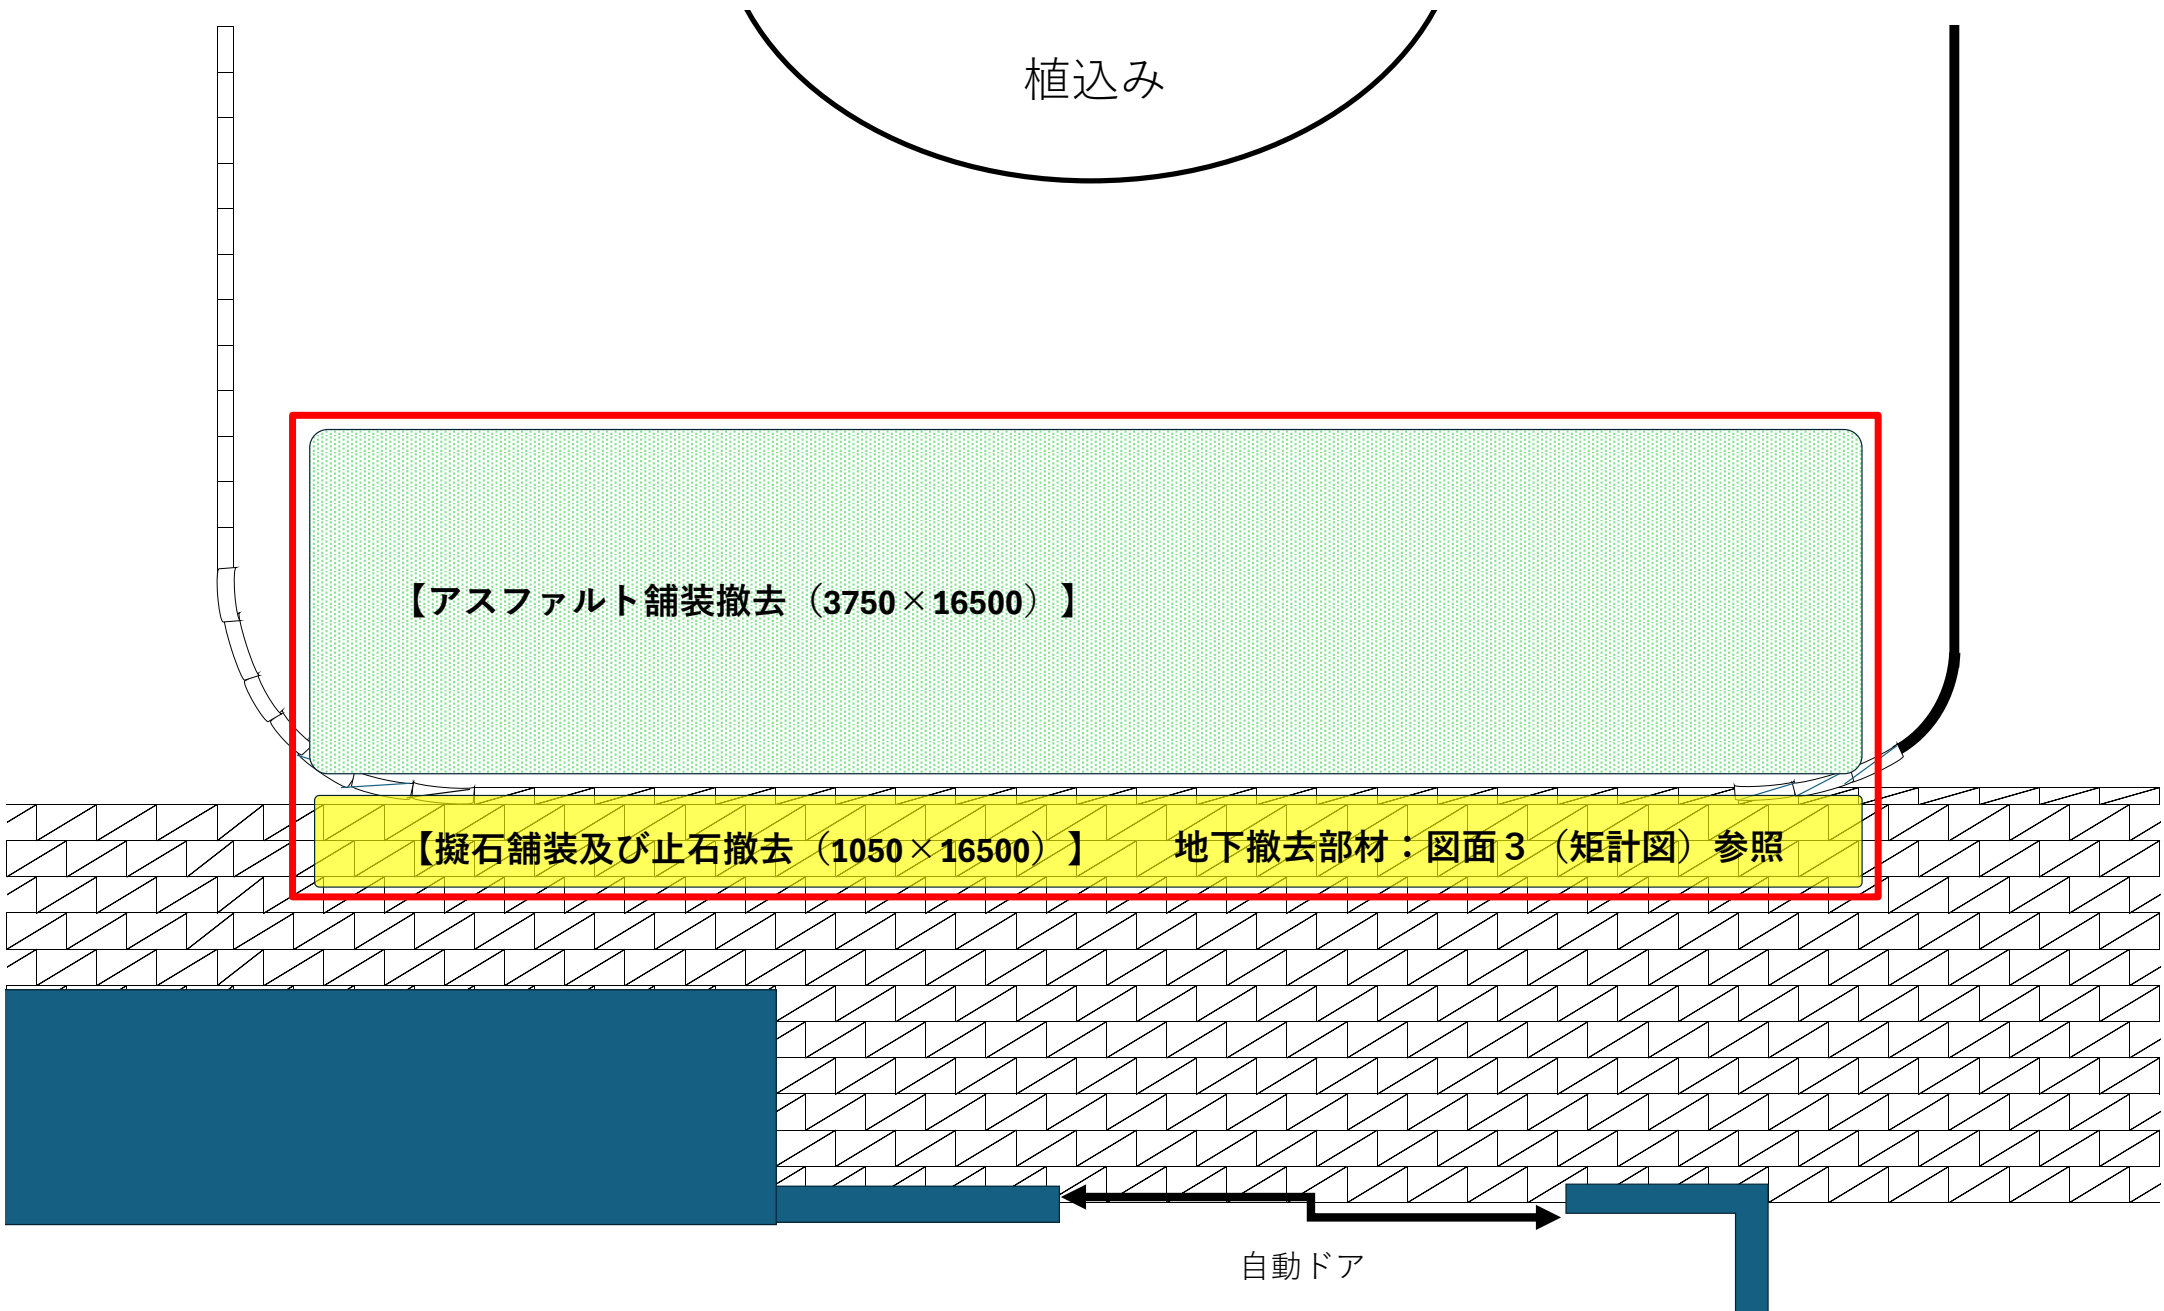 植込み
【アスファルト舗装撤去（3750×16500）】
【擬石舗装及び止石撤去（1050×16500）】　地下撤去部材：図面３（矩計図）参照
自動ドア